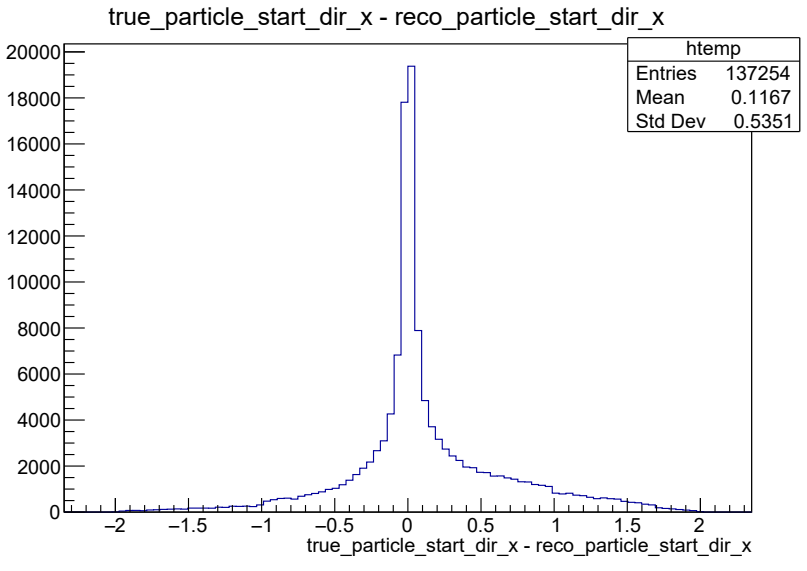 true_particle_start_dir_x - reco_particle_start_dir_x
htemp
Entries 137254
Mean 0.1167
Std Dev 0.5351
20000
18000
16000
14000
12000
10000
8000
6000
4000
2000
0
−2 −1.5 −1 −0.5 0 0.5 1 1.5 2
true_particle_start_dir_x - reco_particle_start_dir_x